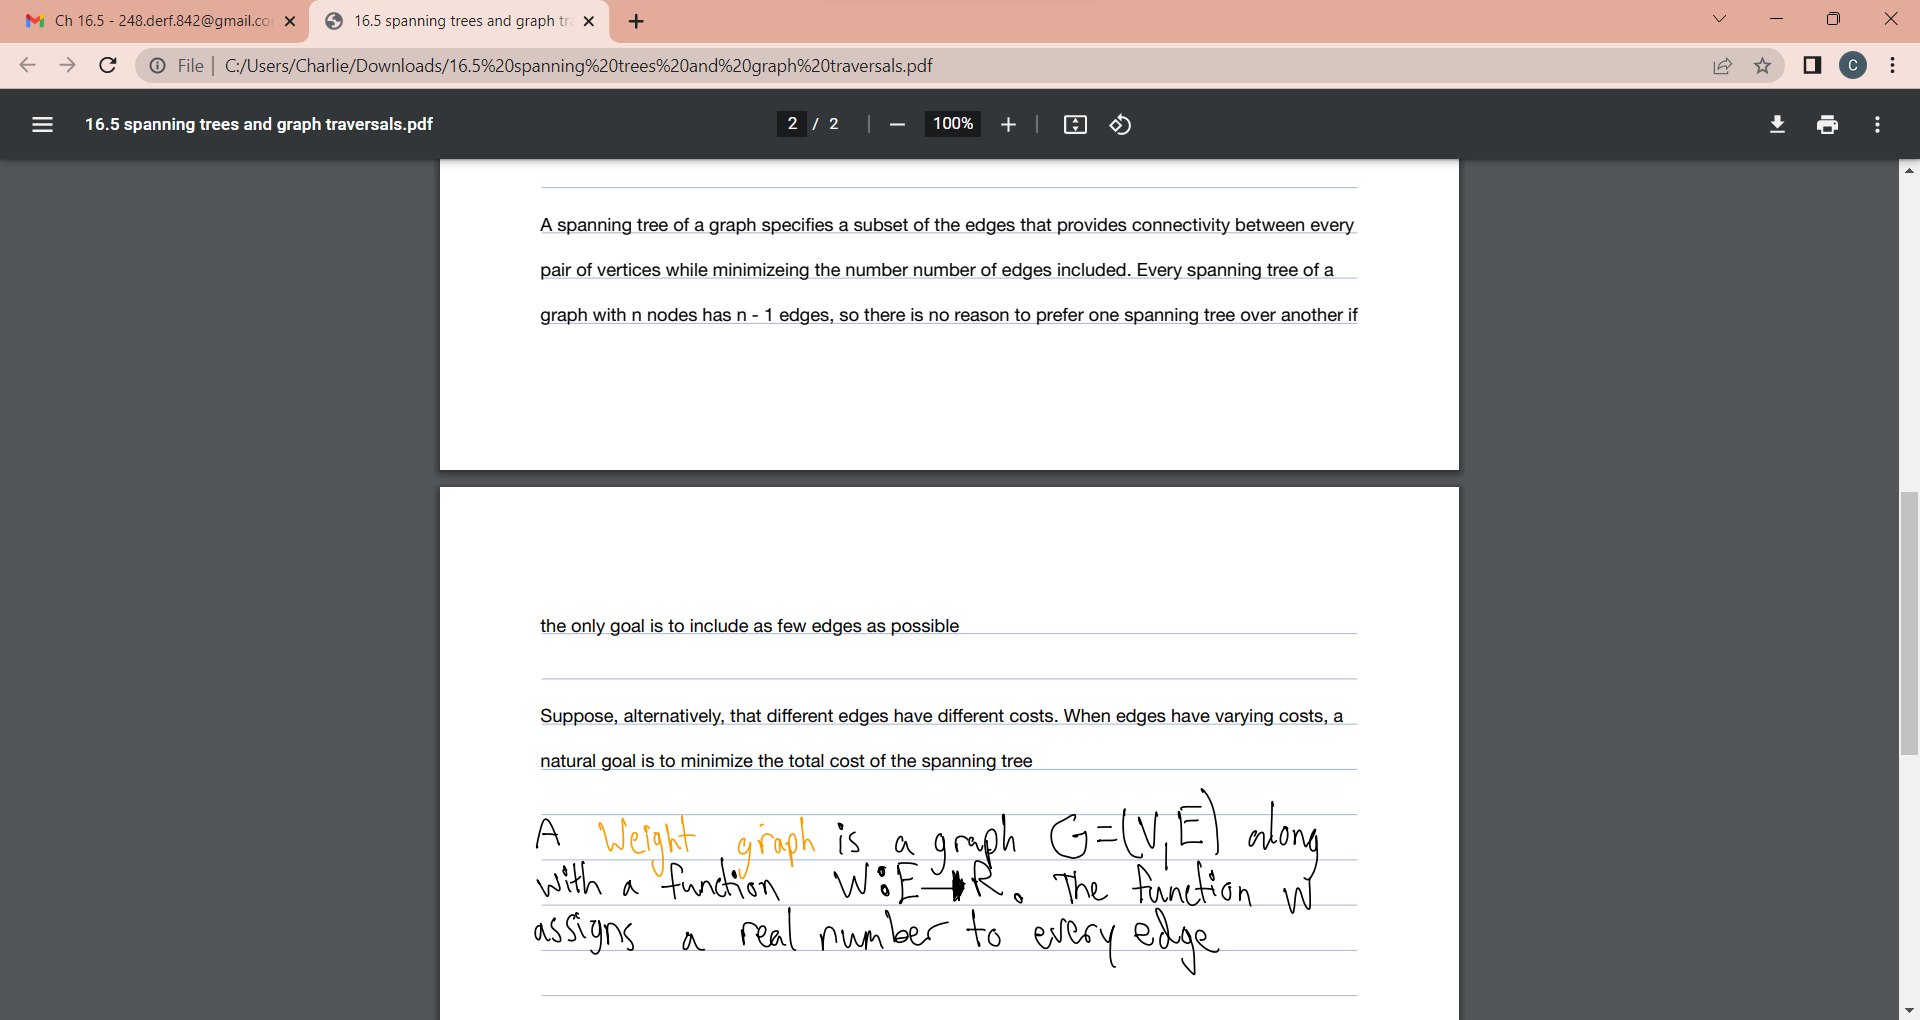 Ch 16.5 - 248.derf.842@gmail.co
16.5 spanning trees and graph tr
File | C:/Users/Charlie/Downloads/16.5%20spanning%20trees%20and%20graph%20traversals.pdf
C
16.5 spanning trees and graph traversals.pdf
2 / 2
100%
A spanning tree of a graph specifies a subset of the edges that provides connectivity between every
pair of vertices while minimizeing the number number of edges included. Every spanning tree of a
graph with n nodes has n - 1 edges, so there is no reason to prefer one spanning tree over another if
the only goal is to include as few edges as possible
Suppose, alternatively, that different edges have different costs. When edges have varying costs, a
natural goal is to minimize the total cost of the spanning tree
A Weight graph is a graph G=(V,E) along
with a function W:E→R. The function W
assigns a real number to every edge